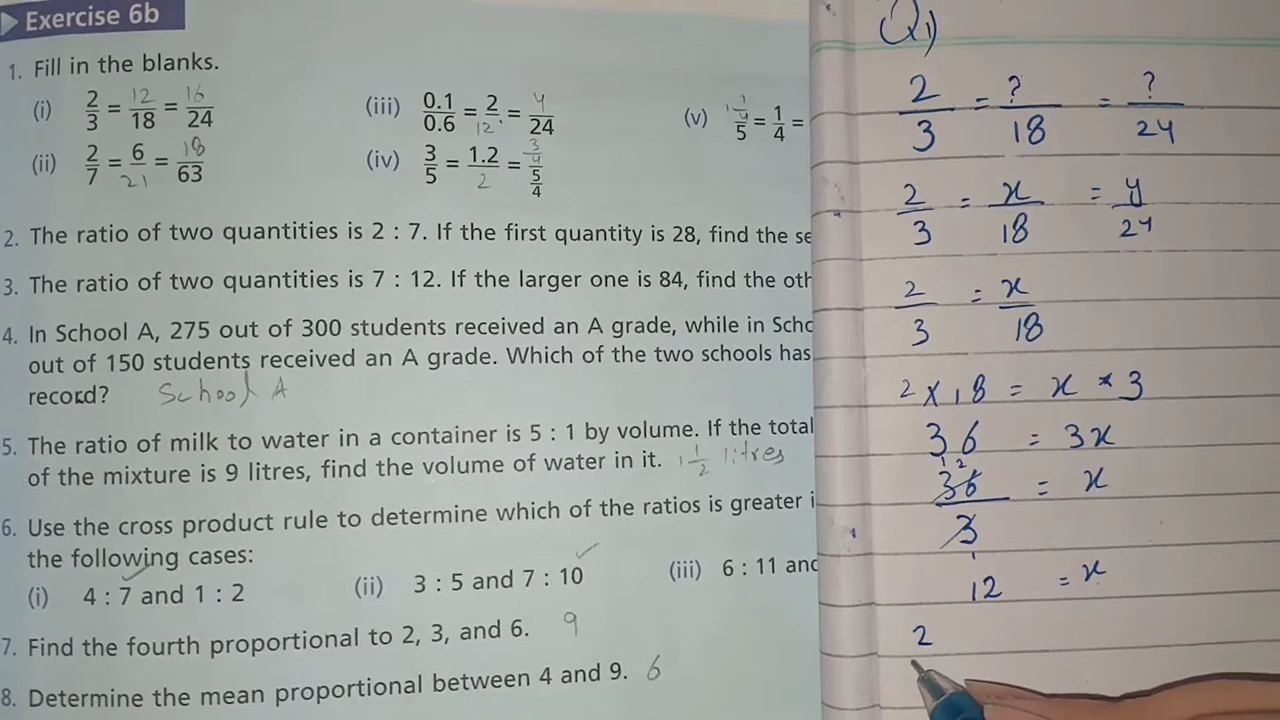 Exercise 6b
1. Fill in the blanks.
(i) 2/3 = 12/18 = 16/24
(iii) 0.1/0.6 = 2/12 = 4/24
(v) 1/4/5 = 1/4 =
(ii) 2/7 = 6/21 = 18/63
(iv) 3/5 = 1.2/2 = 3/4/5/4
2. The ratio of two quantities is 2 : 7. If the first quantity is 28, find the se
3. The ratio of two quantities is 7 : 12. If the larger one is 84, find the oth
4. In School A, 275 out of 300 students received an A grade, while in Scho
out of 150 students received an A grade. Which of the two schools has
record? School A
5. The ratio of milk to water in a container is 5 : 1 by volume. If the total
of the mixture is 9 litres, find the volume of water in it. 1 1/2 litres
6. Use the cross product rule to determine which of the ratios is greater i
the following cases:
(i) 4 : 7 and 1 : 2
(ii) 3 : 5 and 7 : 10
(iii) 6 : 11 and
7. Find the fourth proportional to 2, 3, and 6. 9
8. Determine the mean proportional between 4 and 9. 6
Q1)
2/3 = ?/18 = ?/24
2/3 = x/18 = y/24
2/3 = x/18
2 × 18 = x * 3
36 = 3x
36/3 = x
12 = x
2